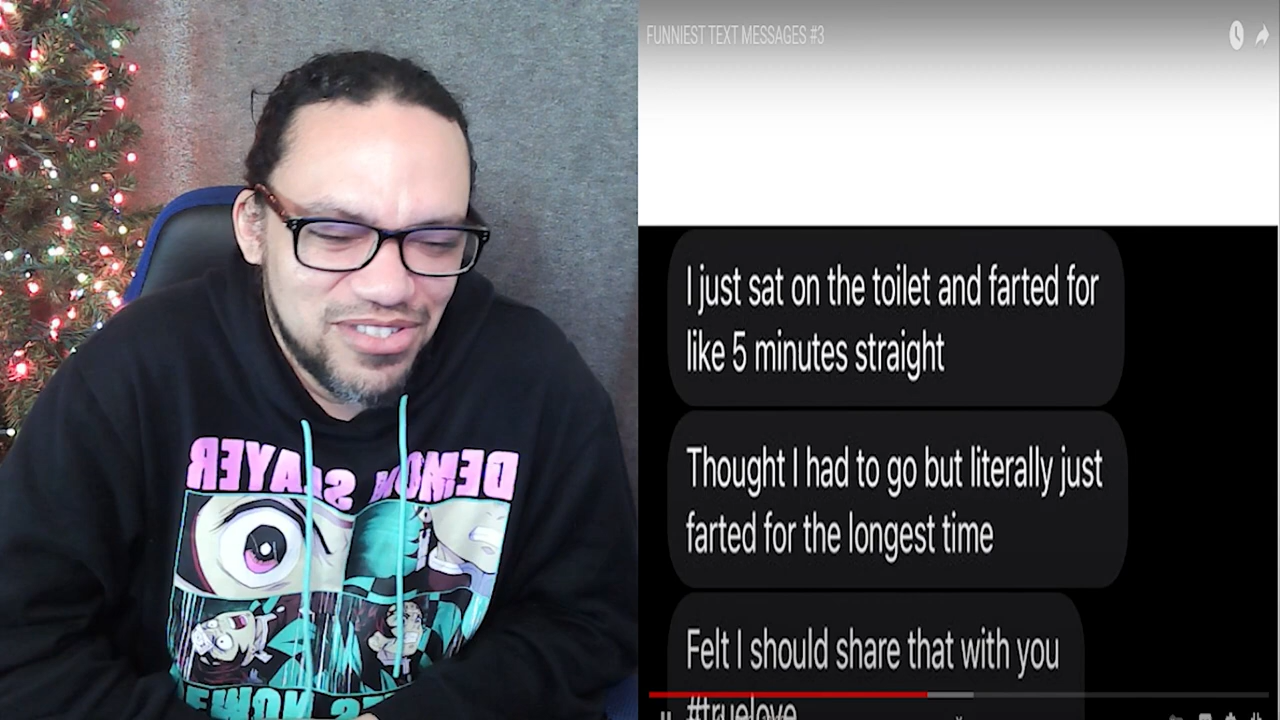 FUNNIEST TEXT MESSAGES #3
I just sat on the toilet and farted for
like 5 minutes straight
Thought I had to go but literally just
farted for the longest time
Felt I should share that with you
#truelove
DEMON SLAYER